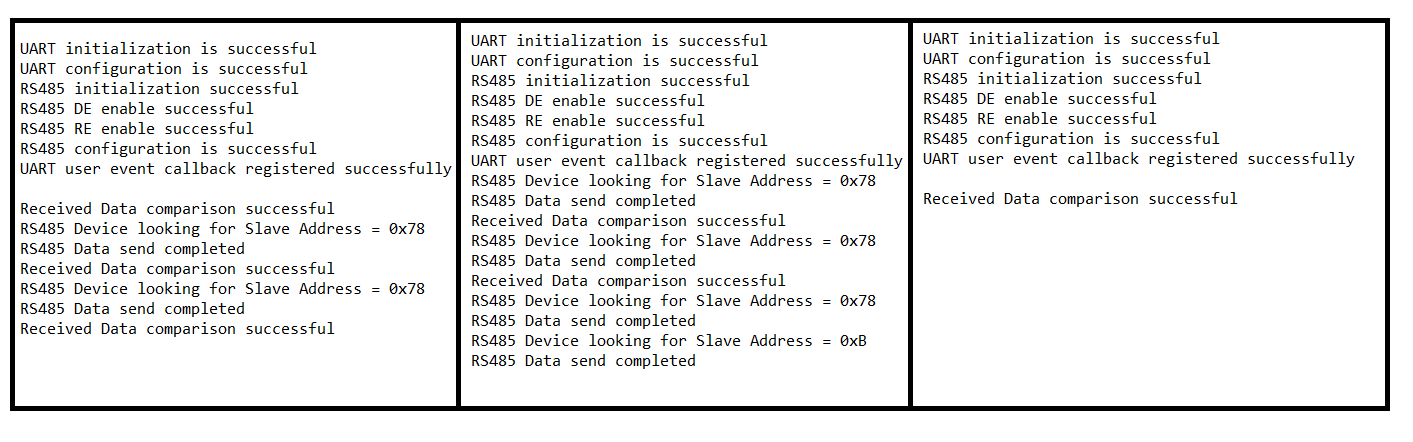 UART initialization is successful
UART configuration is successful
RS485 initialization successful
RS485 DE enable successful
RS485 RE enable successful
RS485 configuration is successful
UART user event callback registered successfully
Received Data comparison successful
RS485 Device looking for Slave Address = 0x78
RS485 Data send completed
Received Data comparison successful
RS485 Device looking for Slave Address = 0x78
RS485 Data send completed
Received Data comparison successful
UART initialization is successful
UART configuration is successful
RS485 initialization successful
RS485 DE enable successful
RS485 RE enable successful
RS485 configuration is successful
UART user event callback registered successfully
RS485 Device looking for Slave Address = 0x78
RS485 Data send completed
Received Data comparison successful
RS485 Device looking for Slave Address = 0x78
RS485 Data send completed
Received Data comparison successful
RS485 Device looking for Slave Address = 0x78
RS485 Data send completed
RS485 Device looking for Slave Address = 0xB
RS485 Data send completed
UART initialization is successful
UART configuration is successful
RS485 initialization successful
RS485 DE enable successful
RS485 RE enable successful
RS485 configuration is successful
UART user event callback registered successfully
Received Data comparison successful